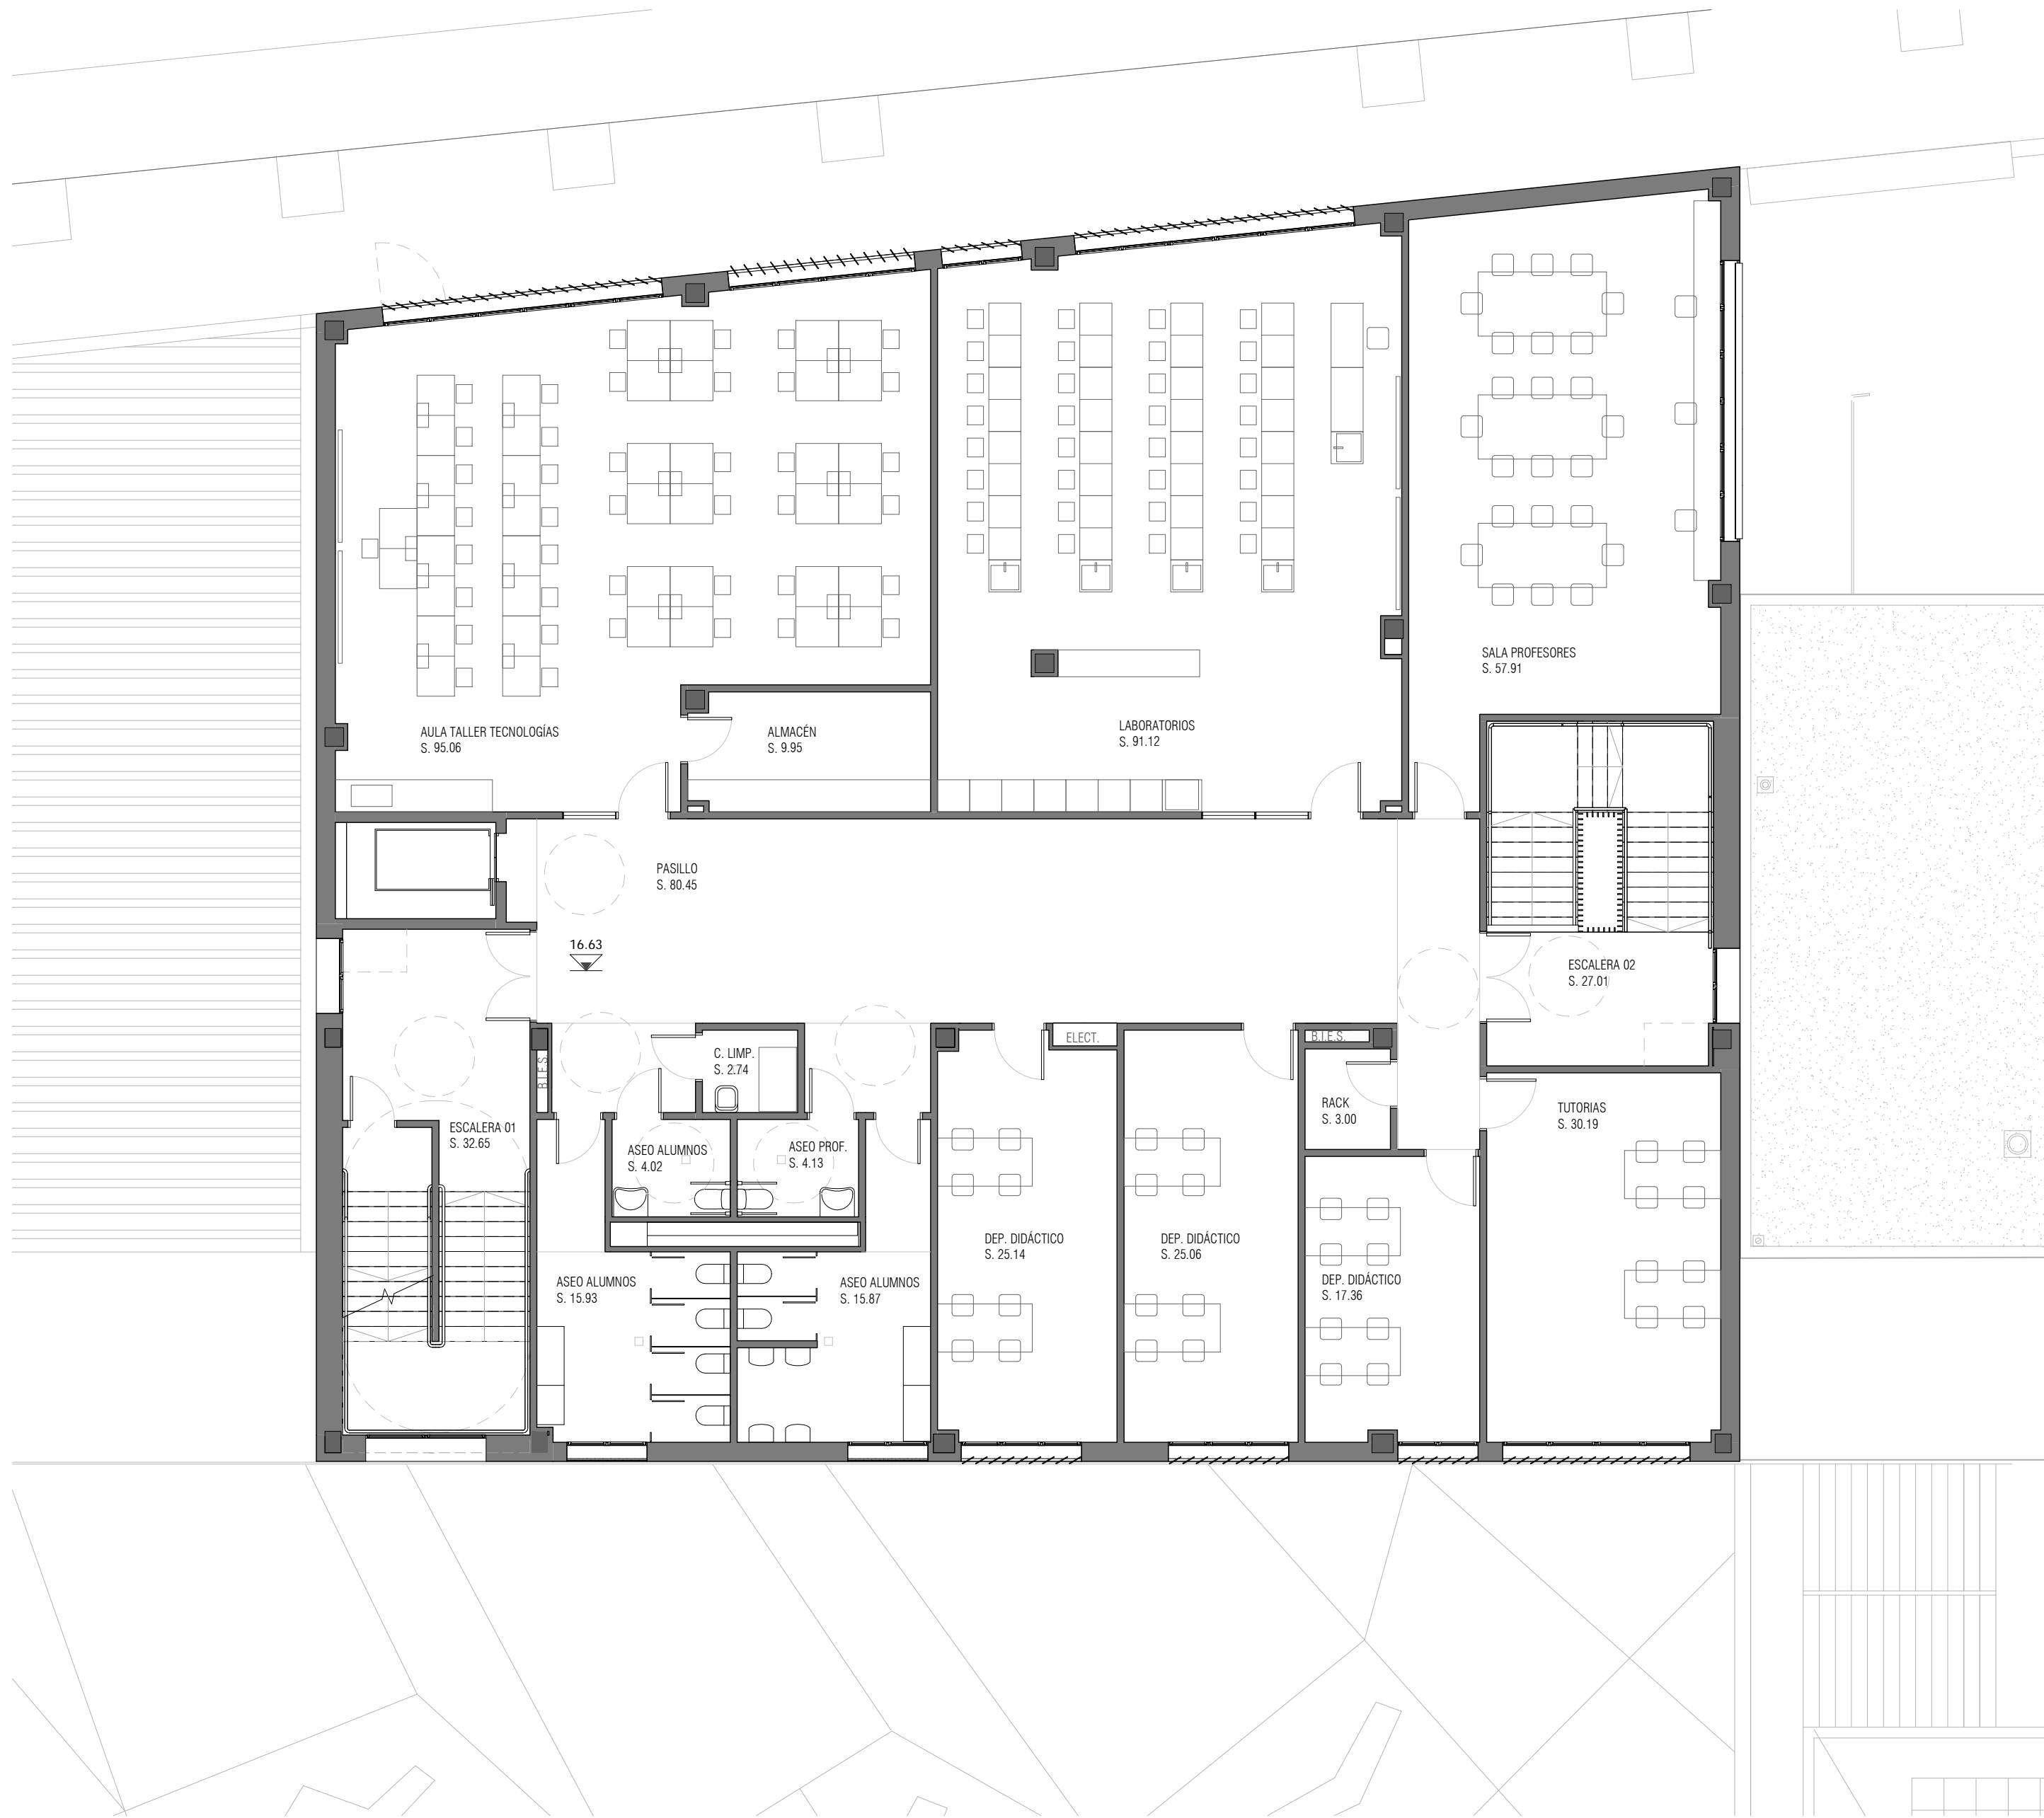 SALA PROFESORES
S. 57.91
AULA TALLER TECNOLOGÍAS
S. 95.06
ALMACÉN
S. 9.95
LABORATORIOS
S. 91.12
PASILLO
S. 80.45
16.63
ESCALERA 02
S. 27.01
ELECT.
B.I.E.S.
C. LIMP.
S. 2.74
B.I.E.S.
RACK
S. 3.00
TUTORIAS
S. 30.19
ESCALERA 01
S. 32.65
ASEO ALUMNOS
S. 4.02
ASEO PROF.
S. 4.13
DEP. DIDÁCTICO
S. 25.14
DEP. DIDÁCTICO
S. 25.06
DEP. DIDÁCTICO
S. 17.36
ASEO ALUMNOS
S. 15.93
ASEO ALUMNOS
S. 15.87